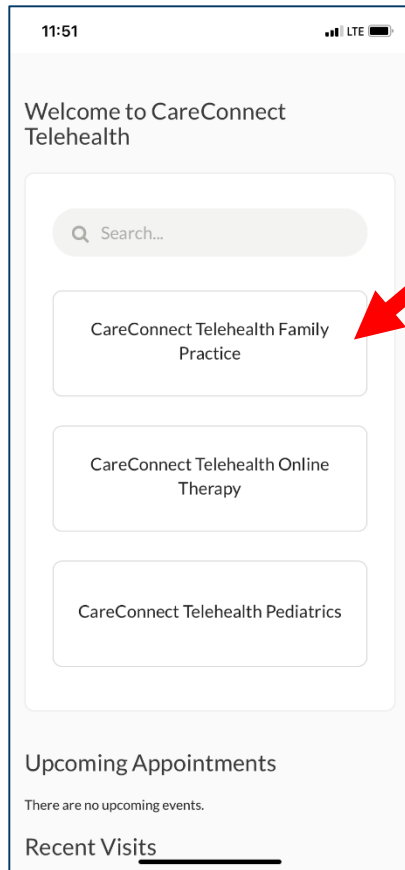 11:51
LTE
Welcome to CareConnect
Telehealth
Search...
CareConnect Telehealth Family
Practice
CareConnect Telehealth Online
Therapy
CareConnect Telehealth Pediatrics
Upcoming Appointments
There are no upcoming events.
Recent Visits